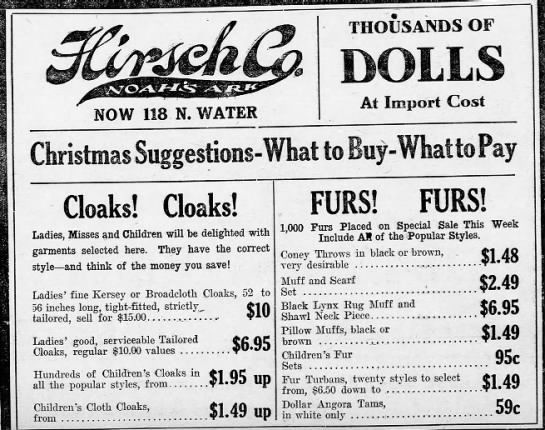 Hirsch Co.
NOAH'S ARK
NOW 118 N. WATER
THOUSANDS OF
DOLLS
At Import Cost
Christmas Suggestions-What to Buy-What to Pay
Cloaks! Cloaks!
Ladies, Misses and Children will be delighted with
garments selected here. They have the correct
style—and think of the money you save!
Ladies' fine Kersey or Broadcloth Cloaks, 52 to
56 inches long, tight-fitted, strictly
tailored, sell for $15.00.............. $10
Ladies' good, serviceable Tailored
Cloaks, regular $10.00 values ......... $6.95
Hundreds of Children's Cloaks in
all the popular styles, from....... $1.95 up
Children's Cloth Cloaks,
from ..................... $1.49 up
FURS! FURS!
1,000 Furs Placed on Special Sale This Week
Include All of the Popular Styles.
Coney Throws in black or brown,
very desirable ..................... $1.48
Muff and Scarf
Set ............................... $2.49
Black Lynx Rug Muff and
Shawl Neck Piece.................. $6.95
Pillow Muffs, black or
brown ............................. $1.49
Children's Fur
Sets ............................... 95c
Fur Turbans, twenty styles to select
from, $6.50 down to ............... $1.49
Dollar Angora Tams,
in white only ...................... 59c